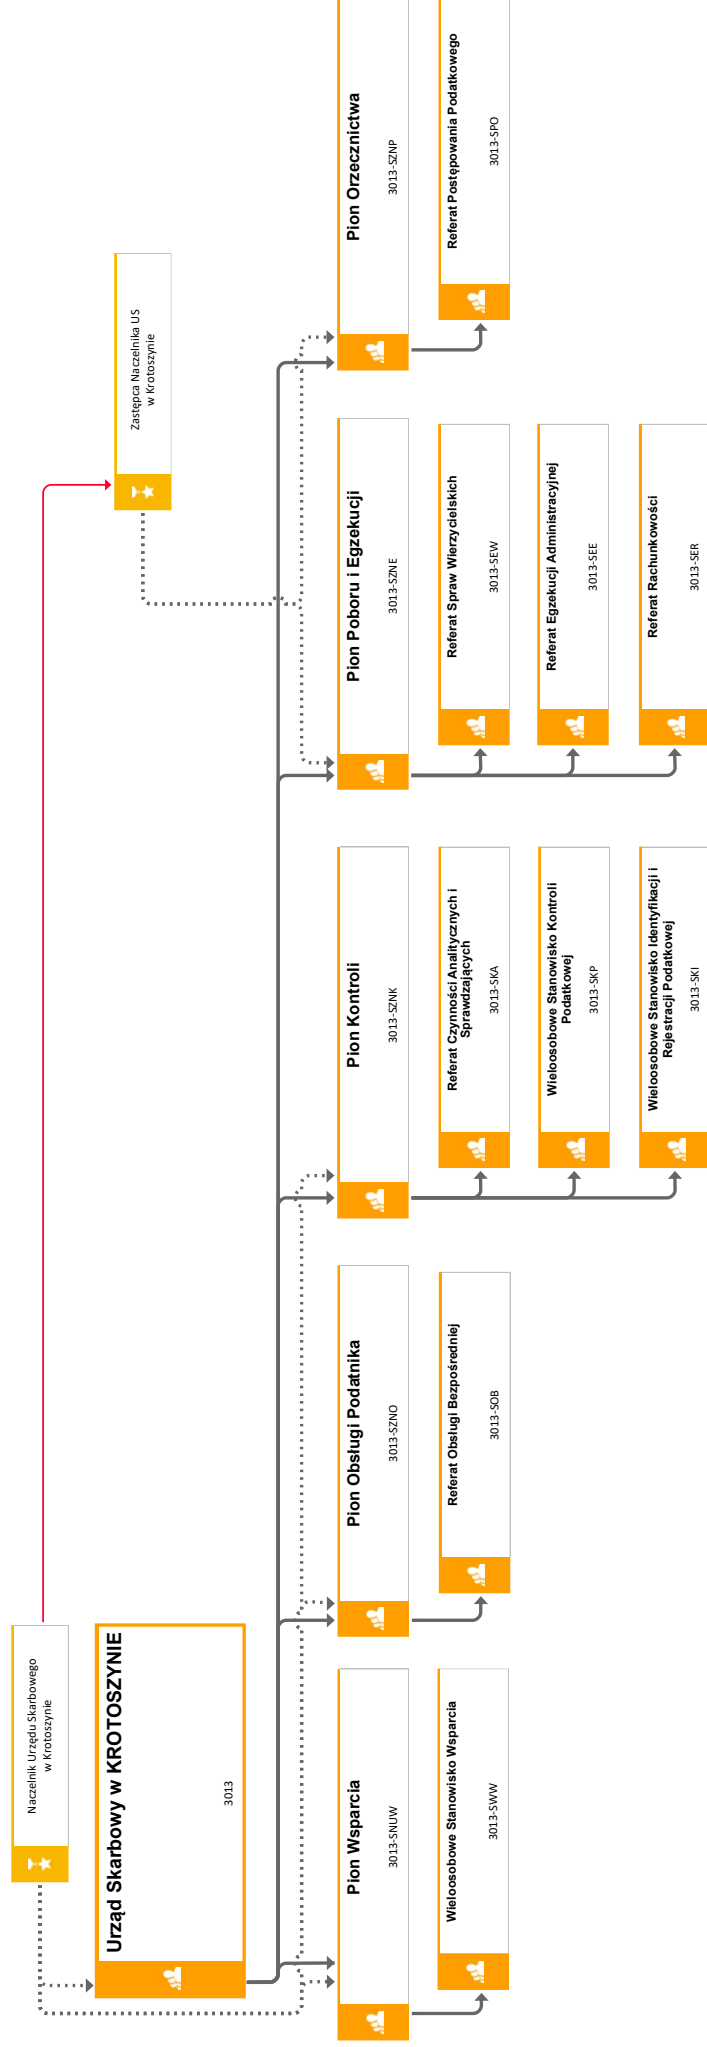 Naczelnik Urzędu Skarbowego
w Krotoszynie
Zastępca Naczelnika US
w Krotoszynie
Urząd Skarbowy w KROTOSZYNIE
3013
Pion Wsparcia
3013-SNUW
Wieloosobowe Stanowisko Wsparcia
3013-SWW
Pion Obsługi Podatnika
3013-SZNO
Referat Obsługi Bezpośredniej
3013-SOB
Pion Kontroli
3013-SZNK
Referat Czynności Analitycznych i
Sprawdzających
3013-SKA
Wieloosobowe Stanowisko Kontroli
Podatkowej
3013-SKP
Wieloosobowe Stanowisko Identyfikacji i
Rejestracji Podatkowej
3013-SKI
Pion Poboru i Egzekucji
3013-SZNE
Referat Spraw Wierzycielskich
3013-SEW
Referat Egzekucji Administracyjnej
3013-SEE
Referat Rachunkowości
3013-SER
Pion Orzecznictwa
3013-SZNP
Referat Postępowania Podatkowego
3013-SPO